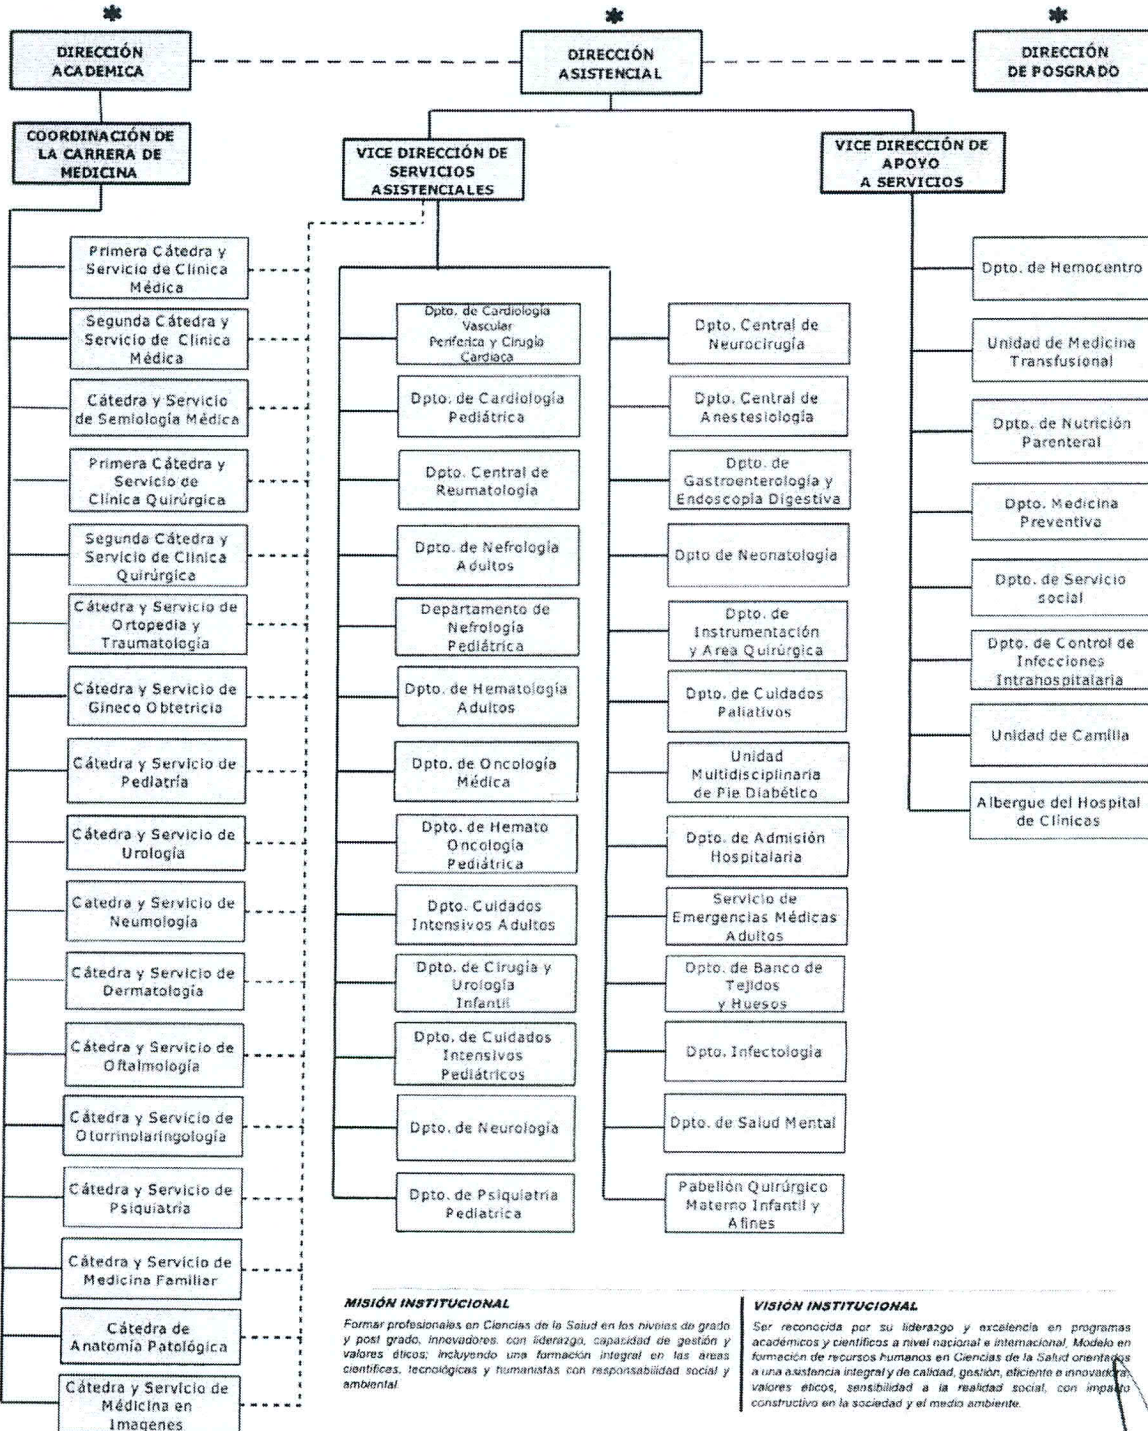 *
DIRECCIÓN
ACADEMICA
*
DIRECCIÓN
ASISTENCIAL
*
DIRECCIÓN
DE POSGRADO
COORDINACIÓN DE
LA CARRERA DE
MEDICINA
VICE DIRECCIÓN DE
SERVICIOS
ASISTENCIALES
VICE DIRECCIÓN DE
APOYO
A SERVICIOS
Primera Cátedra y
Servicio de Clínica
Médica
Segunda Cátedra y
Servicio de Clínica
Médica
Cátedra y Servicio
de Semiología Médica
Primera Cátedra y
Servicio de
Clínica Quirúrgica
Segunda Cátedra y
Servicio de Clinica
Quirúrgica
Cátedra y Servicio de
Ortopedia y
Traumatología
Cátedra y Servicio de
Gineco Obtetricia
Cátedra y Servicio de
Pediatría
Cátedra y Servicio de
Urología
Catedra y Servicio de
Neumología
Cátedra y Servicio de
Dermatología
Cátedra y Servicio de
Oftalmología
Cátedra y Servicio de
Otorrinolaringología
Cátedra y Servicio de
Psiquiatria
Cátedra y Servicio de
Medicina Familiar
Cátedra de
Anatomía Patológica
Cátedra y Servicio de
Médicina en
Imagenes
Dpto. de Cardiología
Vascular
Periferica y Cirugía
Cardiaca
Dpto. de Cardiología
Pediátrica
Dpto. Central de
Reumatología
Dpto. de Nefrología
Adultos
Departamento de
Nefrología
Pediátrica
Dpto. de Hematología
Adultos
Dpto. de Oncología
Médica
Dpto. de Hemato
Oncología
Pediátrica
Dpto. Cuidados
Intensivos Adultos
Dpto. de Cirugía y
Urología
Infantil
Dpto. de Cuidados
Intensivos
Pediátricos
Dpto. de Neurología
Dpto. de Psiquiatria
Pediatrica
Dpto. Central de
Neurocirugía
Dpto. Central de
Anestesiología
Dpto. de
Gastroenterología y
Endoscopia Digestiva
Dpto de Neonatología
Dpto. de
Instrumentación
y Area Quirúrgica
Dpto. de Cuidados
Paliativos
Unidad
Multidisciplinaria
de Pie Diabético
Dpto. de Admisión
Hospitalaria
Servicio de
Emergencias Médicas
Adultos
Dpto. de Banco de
Tejidos
y Huesos
Dpto. Infectología
Dpto. de Salud Mental
Pabellón Quirúrgico
Materno Infantil y
Afines
Dpto. de Hemocentro
Unidad de Medicina
Transfusional
Dpto. de Nutrición
Parenteral
Dpto. Medicina
Preventiva
Dpto. de Servicio
social
Dpto. de Control de
Infecciones
Intrahospitalaria
Unidad de Camilla
Albergue del Hospital
de Clínicas
MISIÓN INSTITUCIONAL
Formar profesionales en Ciencias de la Salud en los niveles de grado
y post grado, innovadores, con liderazgo, capacidad de gestión y
valores éticos; incluyendo una formación integral en las áreas
científicas, tecnológicas y humanistas con responsabilidad social y
ambiental.
VISIÓN INSTITUCIONAL
Ser reconocida por su liderazgo y excelencia en programas
académicos y científicos a nivel nacional e internacional. Modelo en
formación de recursos humanos en Ciencias de la Salud orientados
a una asistencia integral y de calidad, gestión, eficiente e innovadora;
valores éticos, sensibilidad a la realidad social, con impacto
constructivo en la sociedad y el medio ambiente.